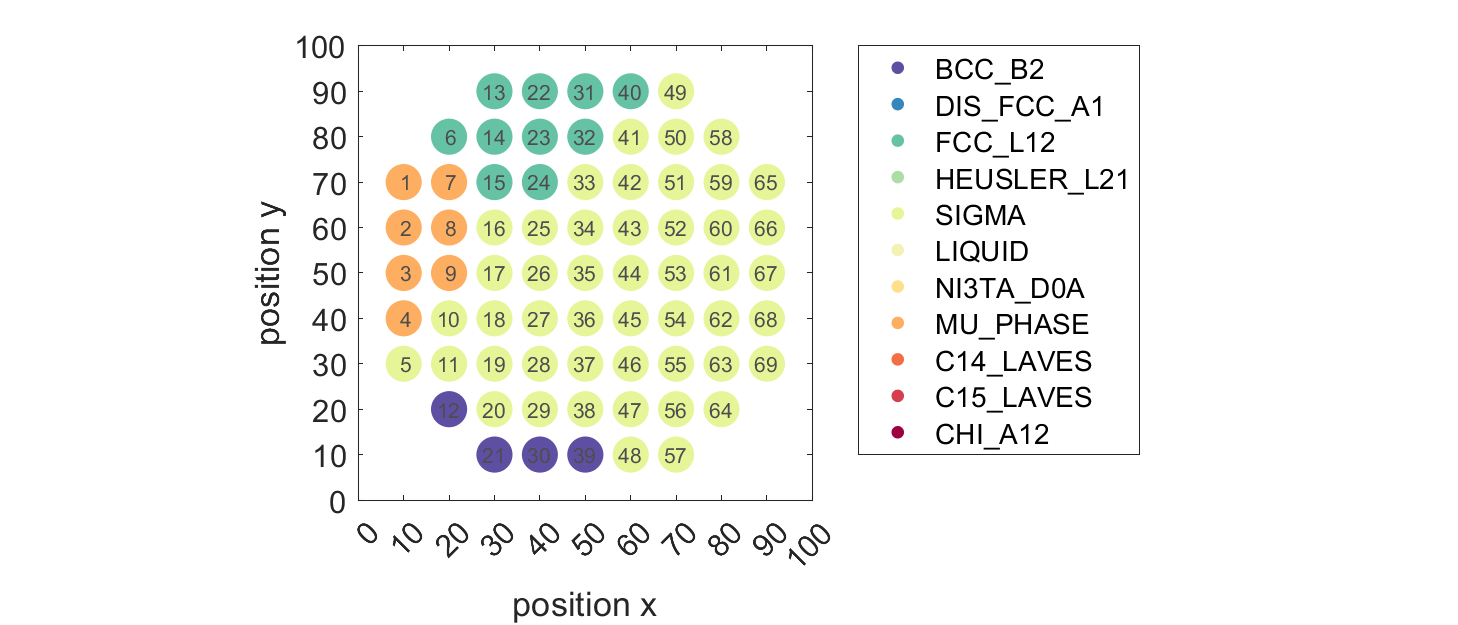 100
90
80
70
60
50
40
30
20
10
0
position y
13 22 31 40 49
6 14 23 32 41 50 58
1 7 15 24 33 42 51 59 65
2 8 16 25 34 43 52 60 66
3 9 17 26 35 44 53 61 67
4 10 18 27 36 45 54 62 68
5 11 19 28 37 46 55 63 69
12 20 29 38 47 56 64
21 30 39 48 57
0 10 20 30 40 50 60 70 80 90 100
position x
BCC_B2
DIS_FCC_A1
FCC_L12
HEUSLER_L21
SIGMA
LIQUID
NI3TA_D0A
MU_PHASE
C14_LAVES
C15_LAVES
CHI_A12